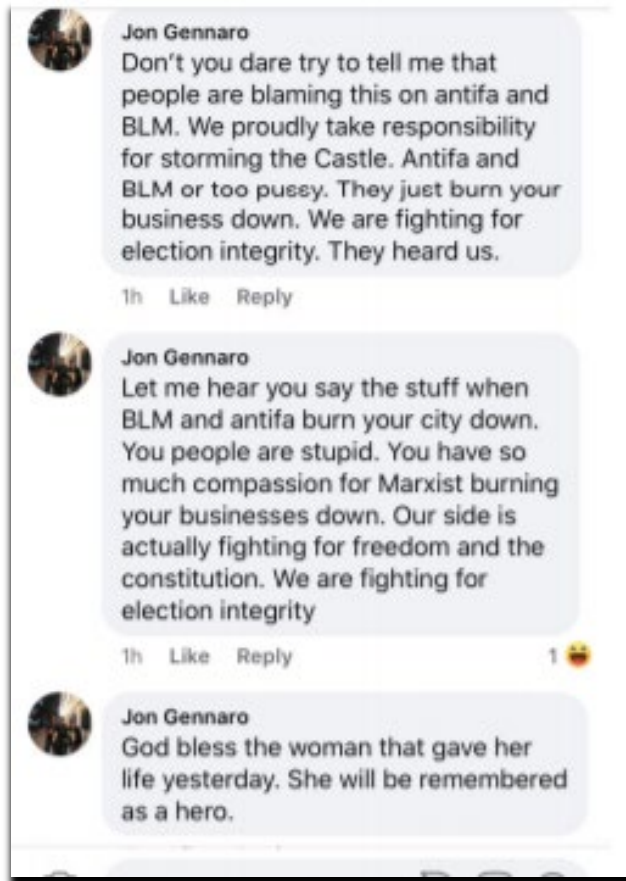 Jon Gennaro
Don't you dare try to tell me that
people are blaming this on antifa and
BLM. We proudly take responsibility
for storming the Castle. Antifa and
BLM or too pussy. They just burn your
business down. We are fighting for
election integrity. They heard us.
1h Like Reply
Jon Gennaro
Let me hear you say the stuff when
BLM and antifa burn your city down.
You people are stupid. You have so
much compassion for Marxist burning
your businesses down. Our side is
actually fighting for freedom and the
constitution. We are fighting for
election integrity
1h Like Reply 1
Jon Gennaro
God bless the woman that gave her
life yesterday. She will be remembered
as a hero.